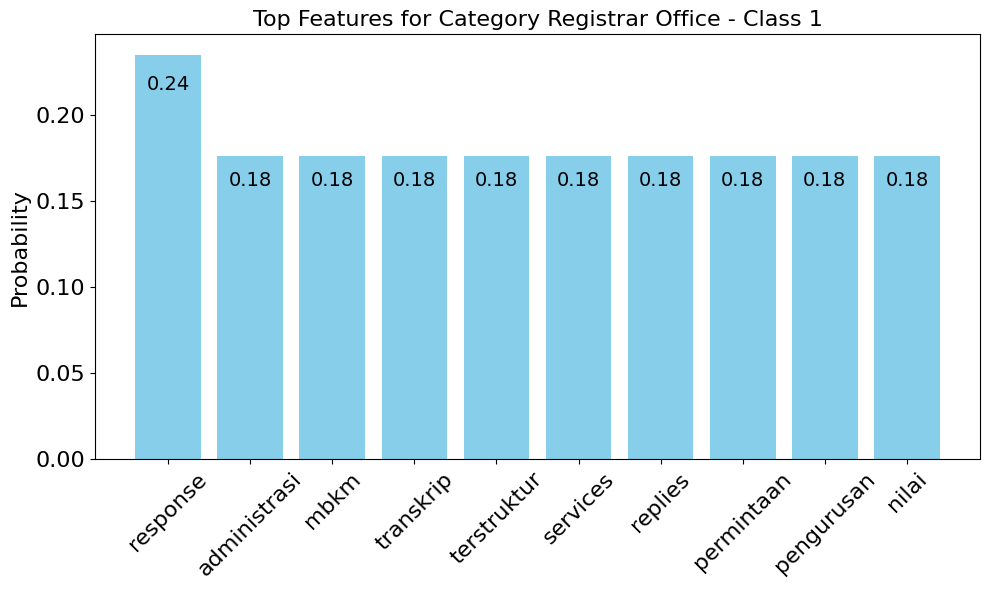 Top Features for Category Registrar Office - Class 1
Probability
0.20
0.15
0.10
0.05
0.00
0.24
0.18
0.18
0.18
0.18
0.18
0.18
0.18
0.18
0.18
response
administrasi
mbkm
transkrip
terstruktur
services
replies
permintaan
pengurusan
nilai